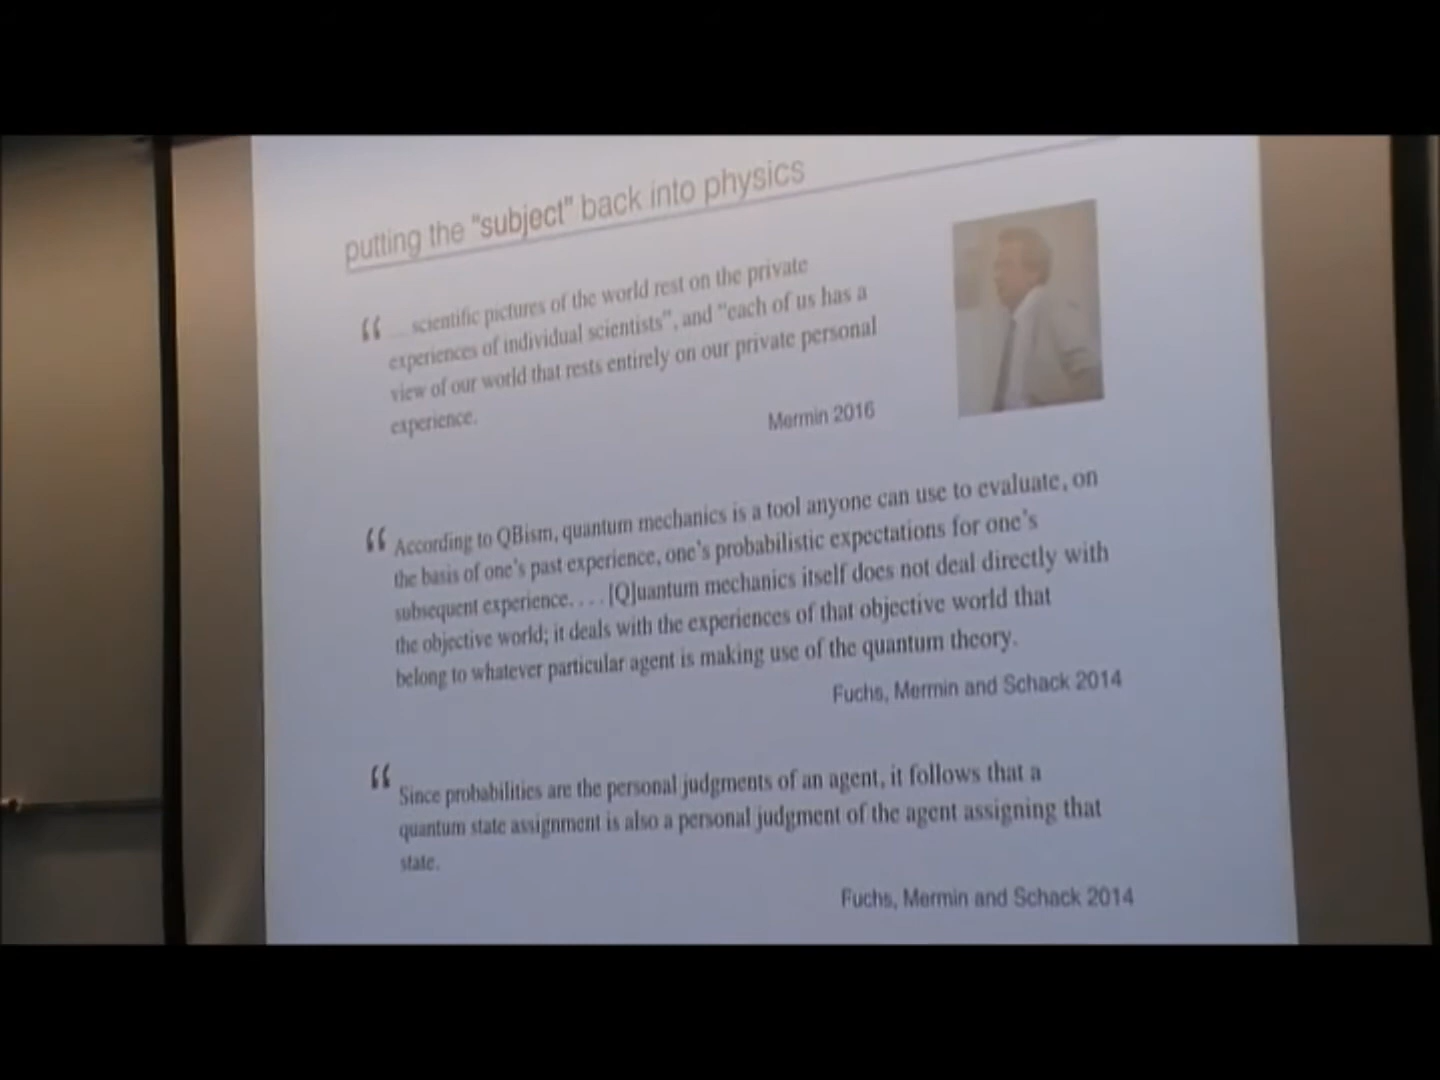 putting the "subject" back into physics
“ ... scientific pictures of the world rest on the private
experiences of individual scientists", and "each of us has a
view of our world that rests entirely on our private personal
experience.
Mermin 2016
“ According to QBism, quantum mechanics is a tool anyone can use to evaluate, on
the basis of one's past experience, one's probabilistic expectations for one's
subsequent experience. . . . [Q]uantum mechanics itself does not deal directly with
the objective world; it deals with the experiences of that objective world that
belong to whatever particular agent is making use of the quantum theory.
Fuchs, Mermin and Schack 2014
“ Since probabilities are the personal judgments of an agent, it follows that a
quantum state assignment is also a personal judgment of the agent assigning that
state.
Fuchs, Mermin and Schack 2014